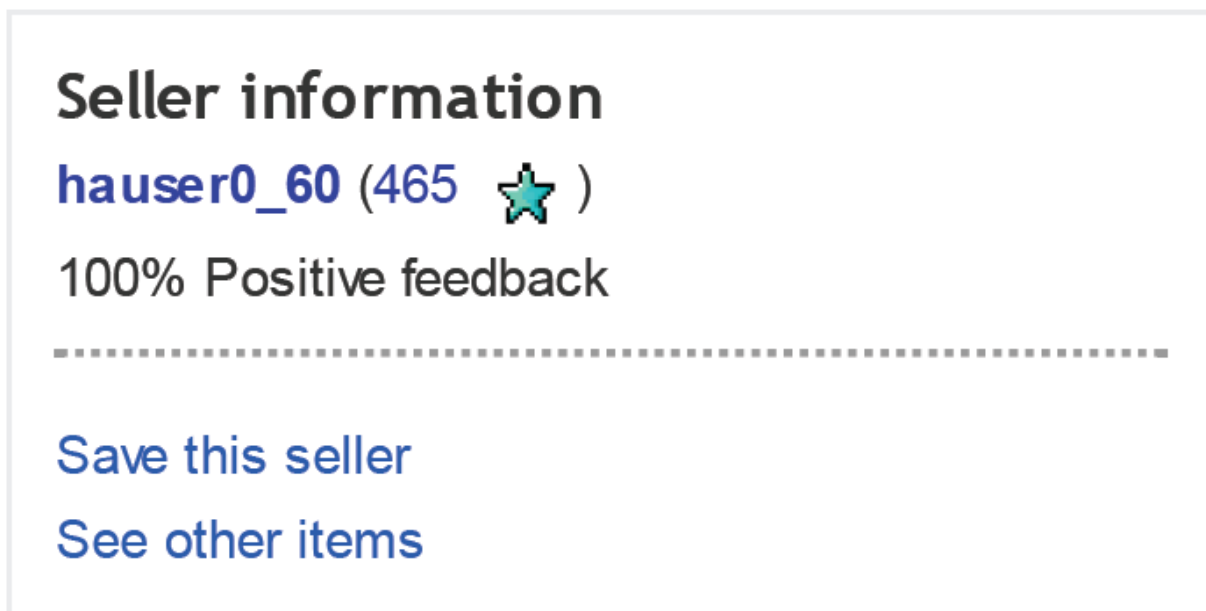 Seller information
hauser0_60 (465 )
100% Positive feedback
Save this seller
See other items